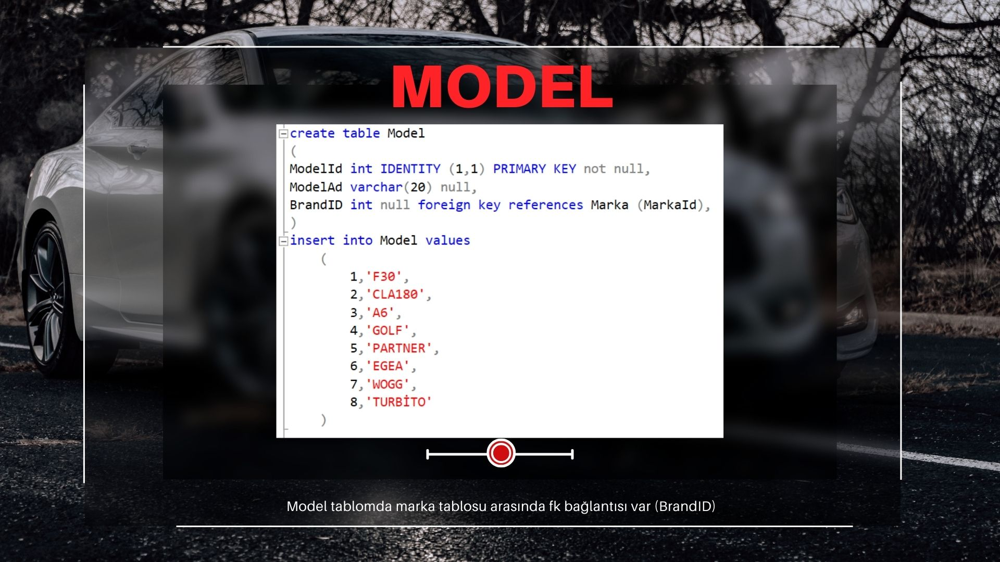 MODEL
create table Model
(
ModelId int IDENTITY (1,1) PRIMARY KEY not null,
ModelAd varchar(20) null,
BrandID int null foreign key references Marka (MarkaId),
)
insert into Model values
(
1,'F30',
2,'CLA180',
3,'A6',
4,'GOLF',
5,'PARTNER',
6,'EGEA',
7,'WOGG',
8,'TURBİTO'
)
Model tablomda marka tablosu arasında fk bağlantısı var (BrandID)